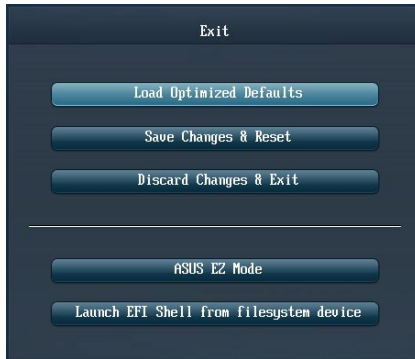 Exit
Load Optimized Defaults
Save Changes & Reset
Discard Changes & Exit
ASUS EZ Mode
Launch EFI Shell from filesystem device